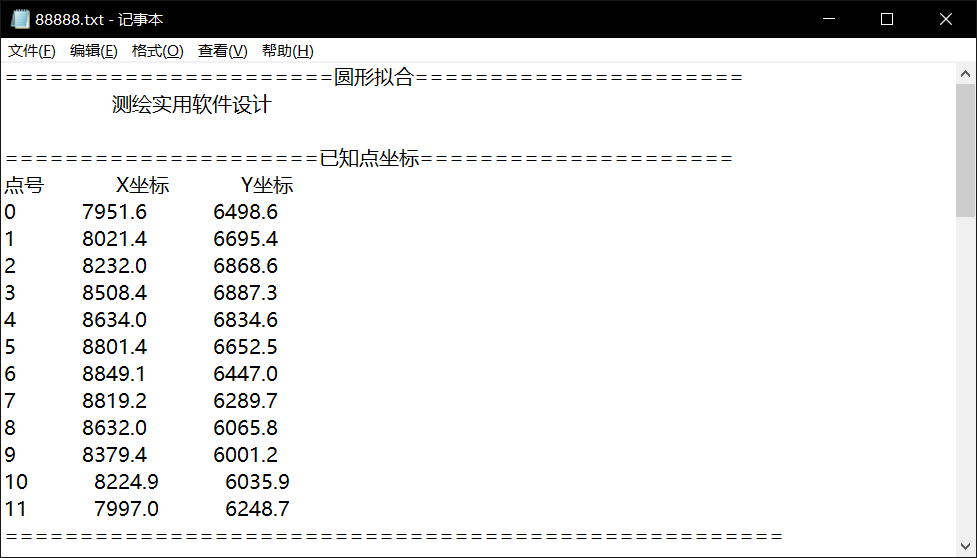 88888.txt - 记事本
文件(F) 编辑(E) 格式(O) 查看(V) 帮助(H)
======================圆形拟合======================
测绘实用软件设计
=====================已知点坐标=====================
点号 X坐标 Y坐标
0 7951.6 6498.6
1 8021.4 6695.4
2 8232.0 6868.6
3 8508.4 6887.3
4 8634.0 6834.6
5 8801.4 6652.5
6 8849.1 6447.0
7 8819.2 6289.7
8 8632.0 6065.8
9 8379.4 6001.2
10 8224.9 6035.9
11 7997.0 6248.7
====================================================